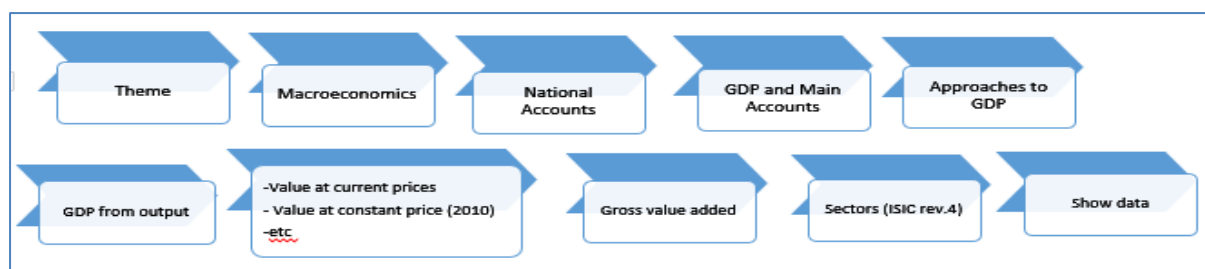 Theme
Macroeconomics
National
Accounts
GDP and Main
Accounts
Approaches to
GDP
GDP from output
-Value at current prices
- Value at constant price (2010)
-etc
Gross value added
Sectors (ISIC rev.4)
Show data